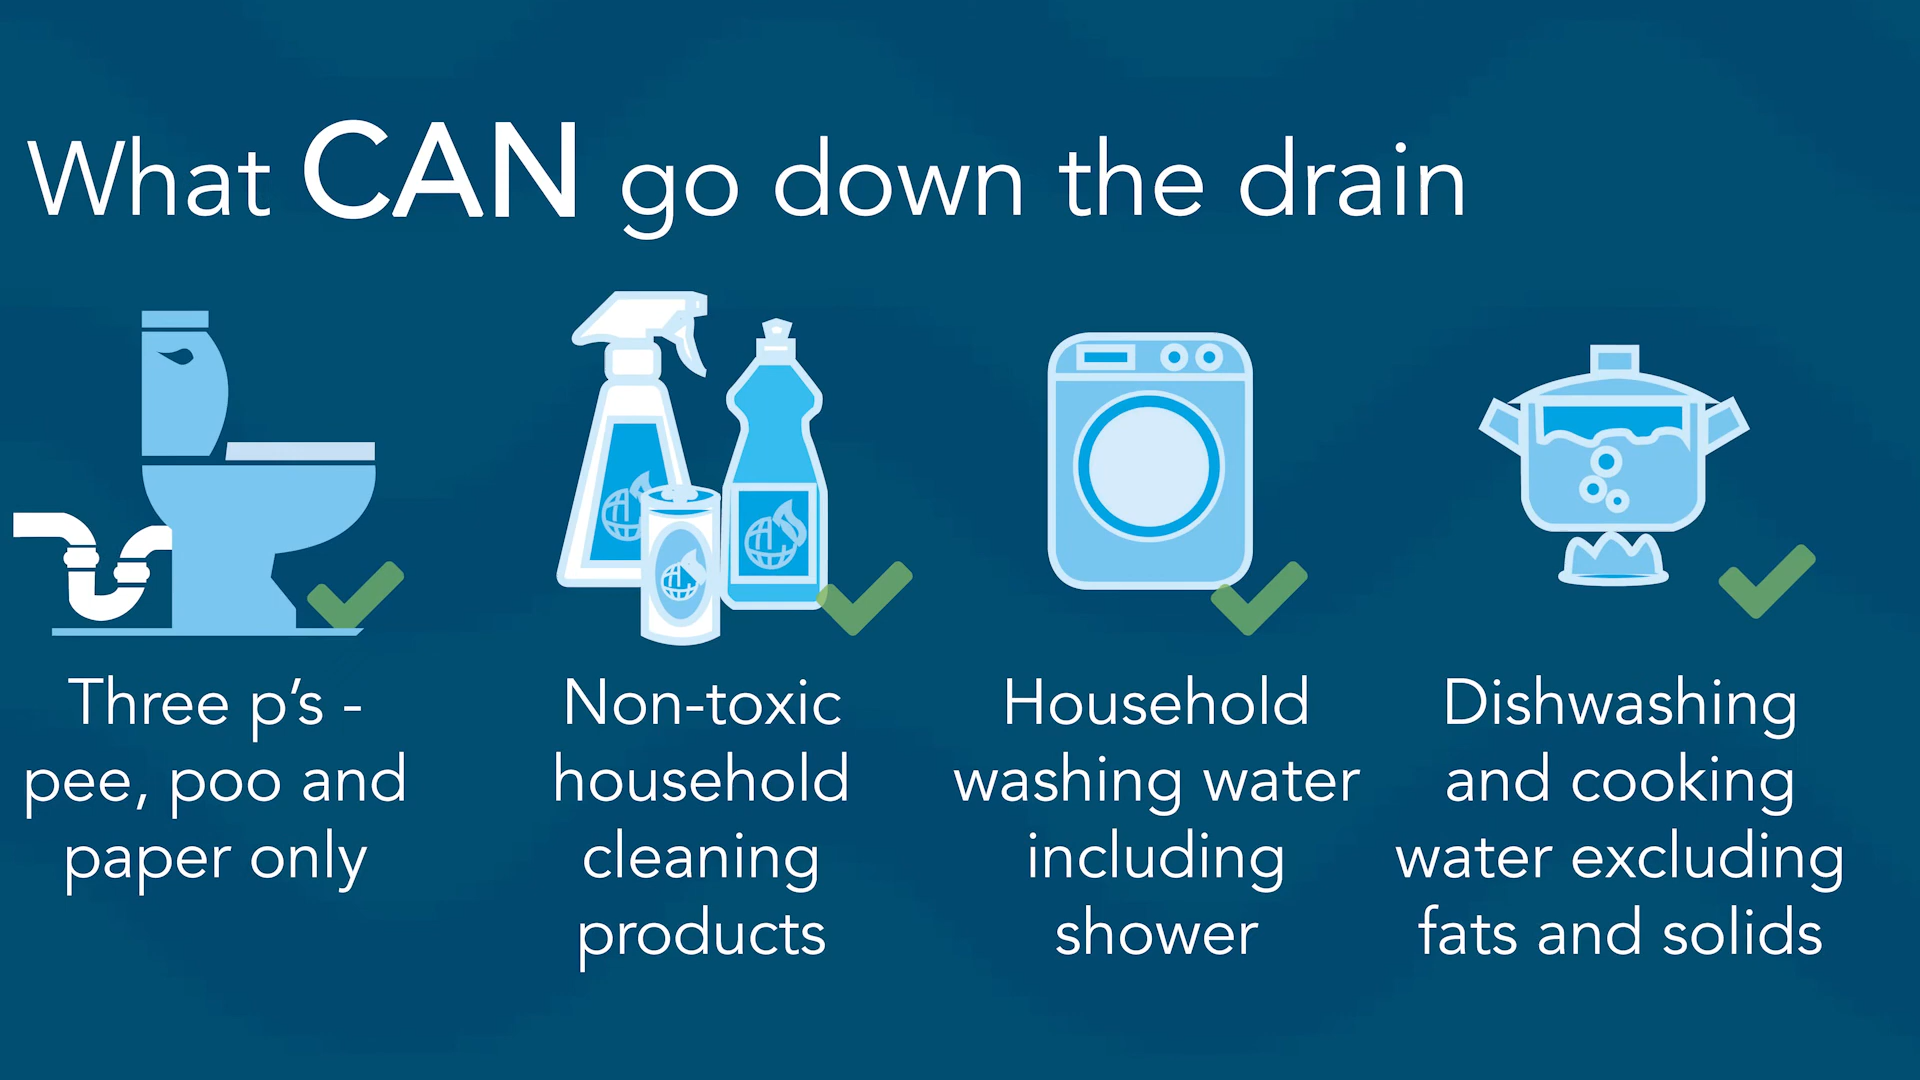 What CAN go down the drain
Three p’s -
pee, poo and
paper only
Non-toxic
household
cleaning
products
Household
washing water
including
shower
Dishwashing
and cooking
water excluding
fats and solids